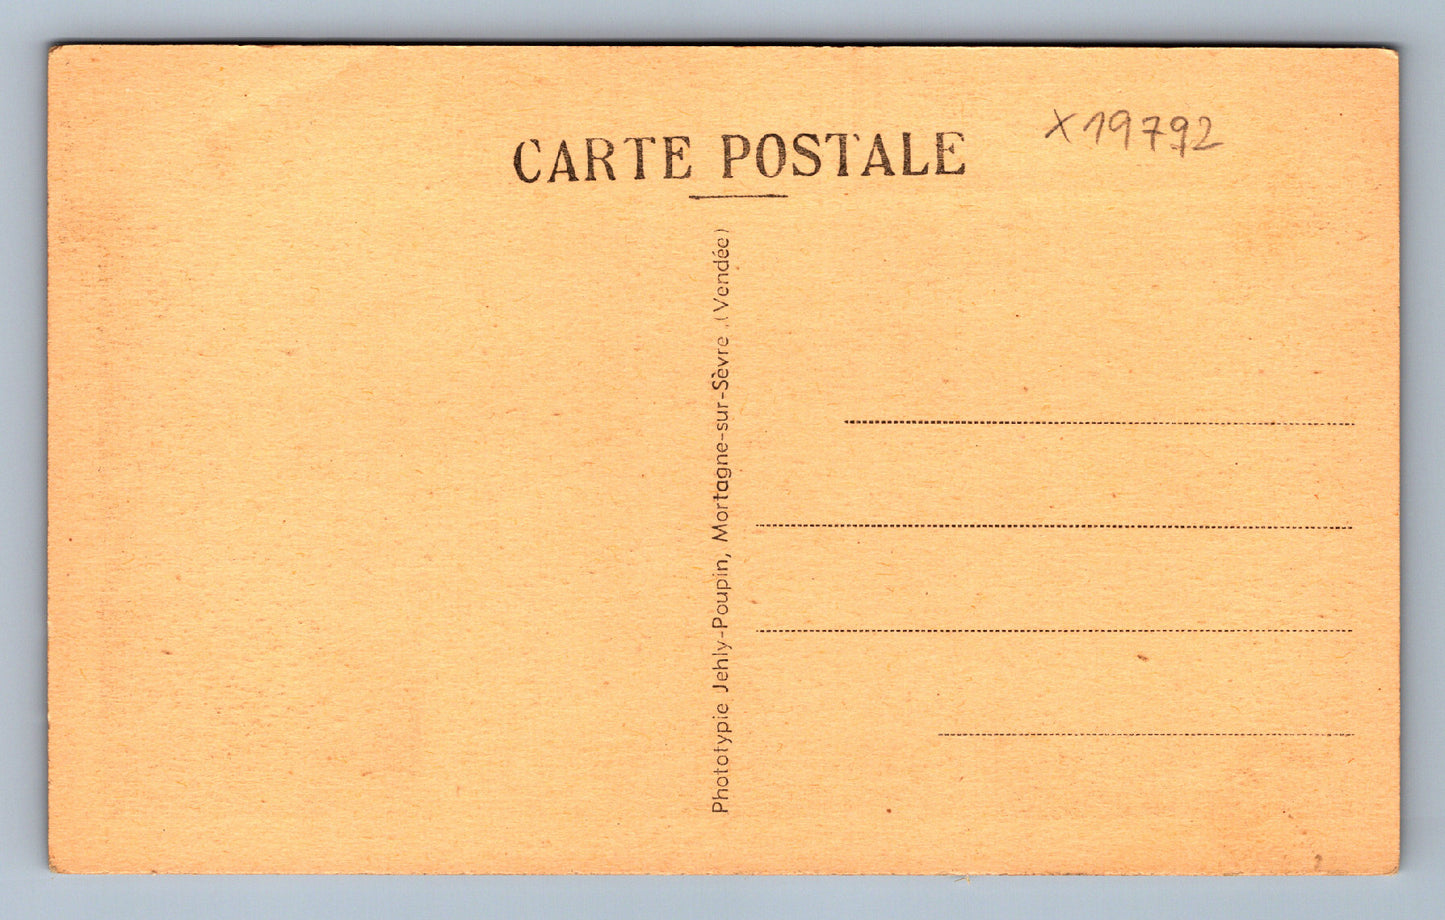 CARTE POSTALE
X19792
Phototypie Jehly-Poupin, Mortagne-sur-Sèvre (Vendée)